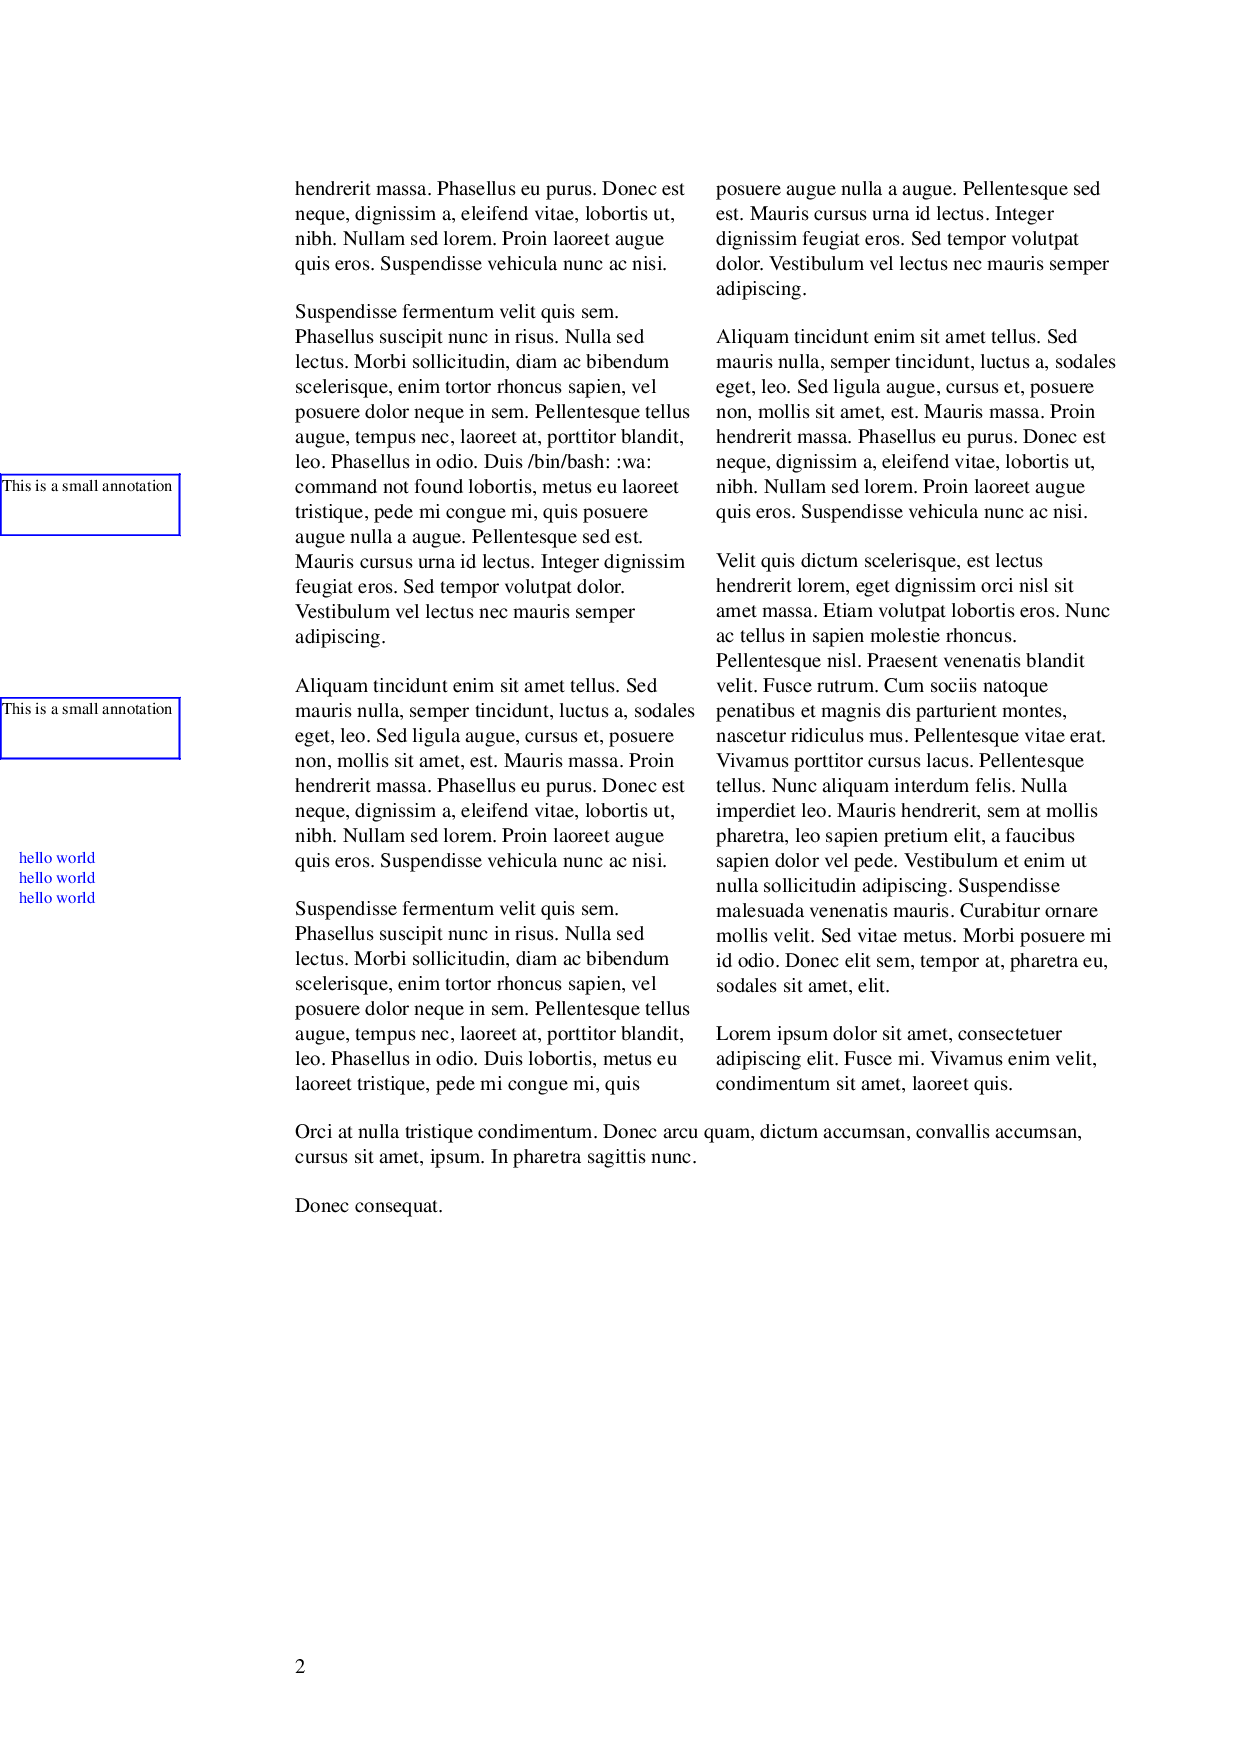 hendrerit massa. Phasellus eu purus. Donec est
neque, dignissim a, eleifend vitae, lobortis ut,
nibh. Nullam sed lorem. Proin laoreet augue
quis eros. Suspendisse vehicula nunc ac nisi.
Suspendisse fermentum velit quis sem.
Phasellus suscipit nunc in risus. Nulla sed
lectus. Morbi sollicitudin, diam ac bibendum
scelerisque, enim tortor rhoncus sapien, vel
posuere dolor neque in sem. Pellentesque tellus
augue, tempus nec, laoreet at, porttitor blandit,
leo. Phasellus in odio. Duis /bin/bash: :wa:
command not found lobortis, metus eu laoreet
tristique, pede mi congue mi, quis posuere
augue nulla a augue. Pellentesque sed est.
Mauris cursus urna id lectus. Integer dignissim
feugiat eros. Sed tempor volutpat dolor.
Vestibulum vel lectus nec mauris semper
adipiscing.
Aliquam tincidunt enim sit amet tellus. Sed
mauris nulla, semper tincidunt, luctus a, sodales
eget, leo. Sed ligula augue, cursus et, posuere
non, mollis sit amet, est. Mauris massa. Proin
hendrerit massa. Phasellus eu purus. Donec est
neque, dignissim a, eleifend vitae, lobortis ut,
nibh. Nullam sed lorem. Proin laoreet augue
quis eros. Suspendisse vehicula nunc ac nisi.
Suspendisse fermentum velit quis sem.
Phasellus suscipit nunc in risus. Nulla sed
lectus. Morbi sollicitudin, diam ac bibendum
scelerisque, enim tortor rhoncus sapien, vel
posuere dolor neque in sem. Pellentesque tellus
augue, tempus nec, laoreet at, porttitor blandit,
leo. Phasellus in odio. Duis lobortis, metus eu
laoreet tristique, pede mi congue mi, quis
posuere augue nulla a augue. Pellentesque sed
est. Mauris cursus urna id lectus. Integer
dignissim feugiat eros. Sed tempor volutpat
dolor. Vestibulum vel lectus nec mauris semper
adipiscing.
Aliquam tincidunt enim sit amet tellus. Sed
mauris nulla, semper tincidunt, luctus a, sodales
eget, leo. Sed ligula augue, cursus et, posuere
non, mollis sit amet, est. Mauris massa. Proin
hendrerit massa. Phasellus eu purus. Donec est
neque, dignissim a, eleifend vitae, lobortis ut,
nibh. Nullam sed lorem. Proin laoreet augue
quis eros. Suspendisse vehicula nunc ac nisi.
Velit quis dictum scelerisque, est lectus
hendrerit lorem, eget dignissim orci nisl sit
amet massa. Etiam volutpat lobortis eros. Nunc
ac tellus in sapien molestie rhoncus.
Pellentesque nisl. Praesent venenatis blandit
velit. Fusce rutrum. Cum sociis natoque
penatibus et magnis dis parturient montes,
nascetur ridiculus mus. Pellentesque vitae erat.
Vivamus porttitor cursus lacus. Pellentesque
tellus. Nunc aliquam interdum felis. Nulla
imperdiet leo. Mauris hendrerit, sem at mollis
pharetra, leo sapien pretium elit, a faucibus
sapien dolor vel pede. Vestibulum et enim ut
nulla sollicitudin adipiscing. Suspendisse
malesuada venenatis mauris. Curabitur ornare
mollis velit. Sed vitae metus. Morbi posuere mi
id odio. Donec elit sem, tempor at, pharetra eu,
sodales sit amet, elit.
Lorem ipsum dolor sit amet, consectetuer
adipiscing elit. Fusce mi. Vivamus enim velit,
condimentum sit amet, laoreet quis.
Orci at nulla tristique condimentum. Donec arcu quam, dictum accumsan, convallis accumsan,
cursus sit amet, ipsum. In pharetra sagittis nunc.
Donec consequat.
This is a small annotation
This is a small annotation
hello world
hello world
hello world
2